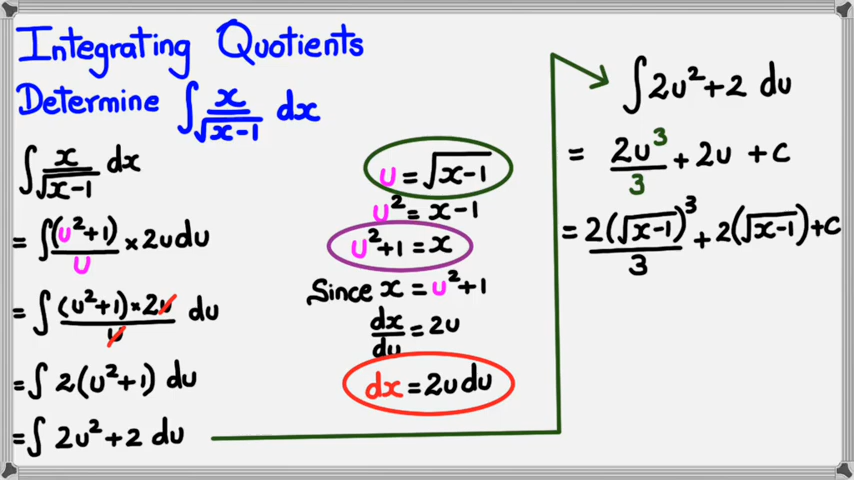 Integrating Quotients
Determine ∫ x/√(x-1) dx
∫ x/√(x-1) dx
= ∫ (u²+1)/u × 2u du
= ∫ (u²+1)×2u/u du
= ∫ 2(u²+1) du
= ∫ 2u²+2 du
u = √(x-1)
u² = x-1
u²+1 = x
Since x = u²+1
dx/du = 2u
dx = 2u du
∫ 2u²+2 du
= 2u³/3 + 2u + c
= 2(√(x-1))³/3 + 2(√(x-1)) + c